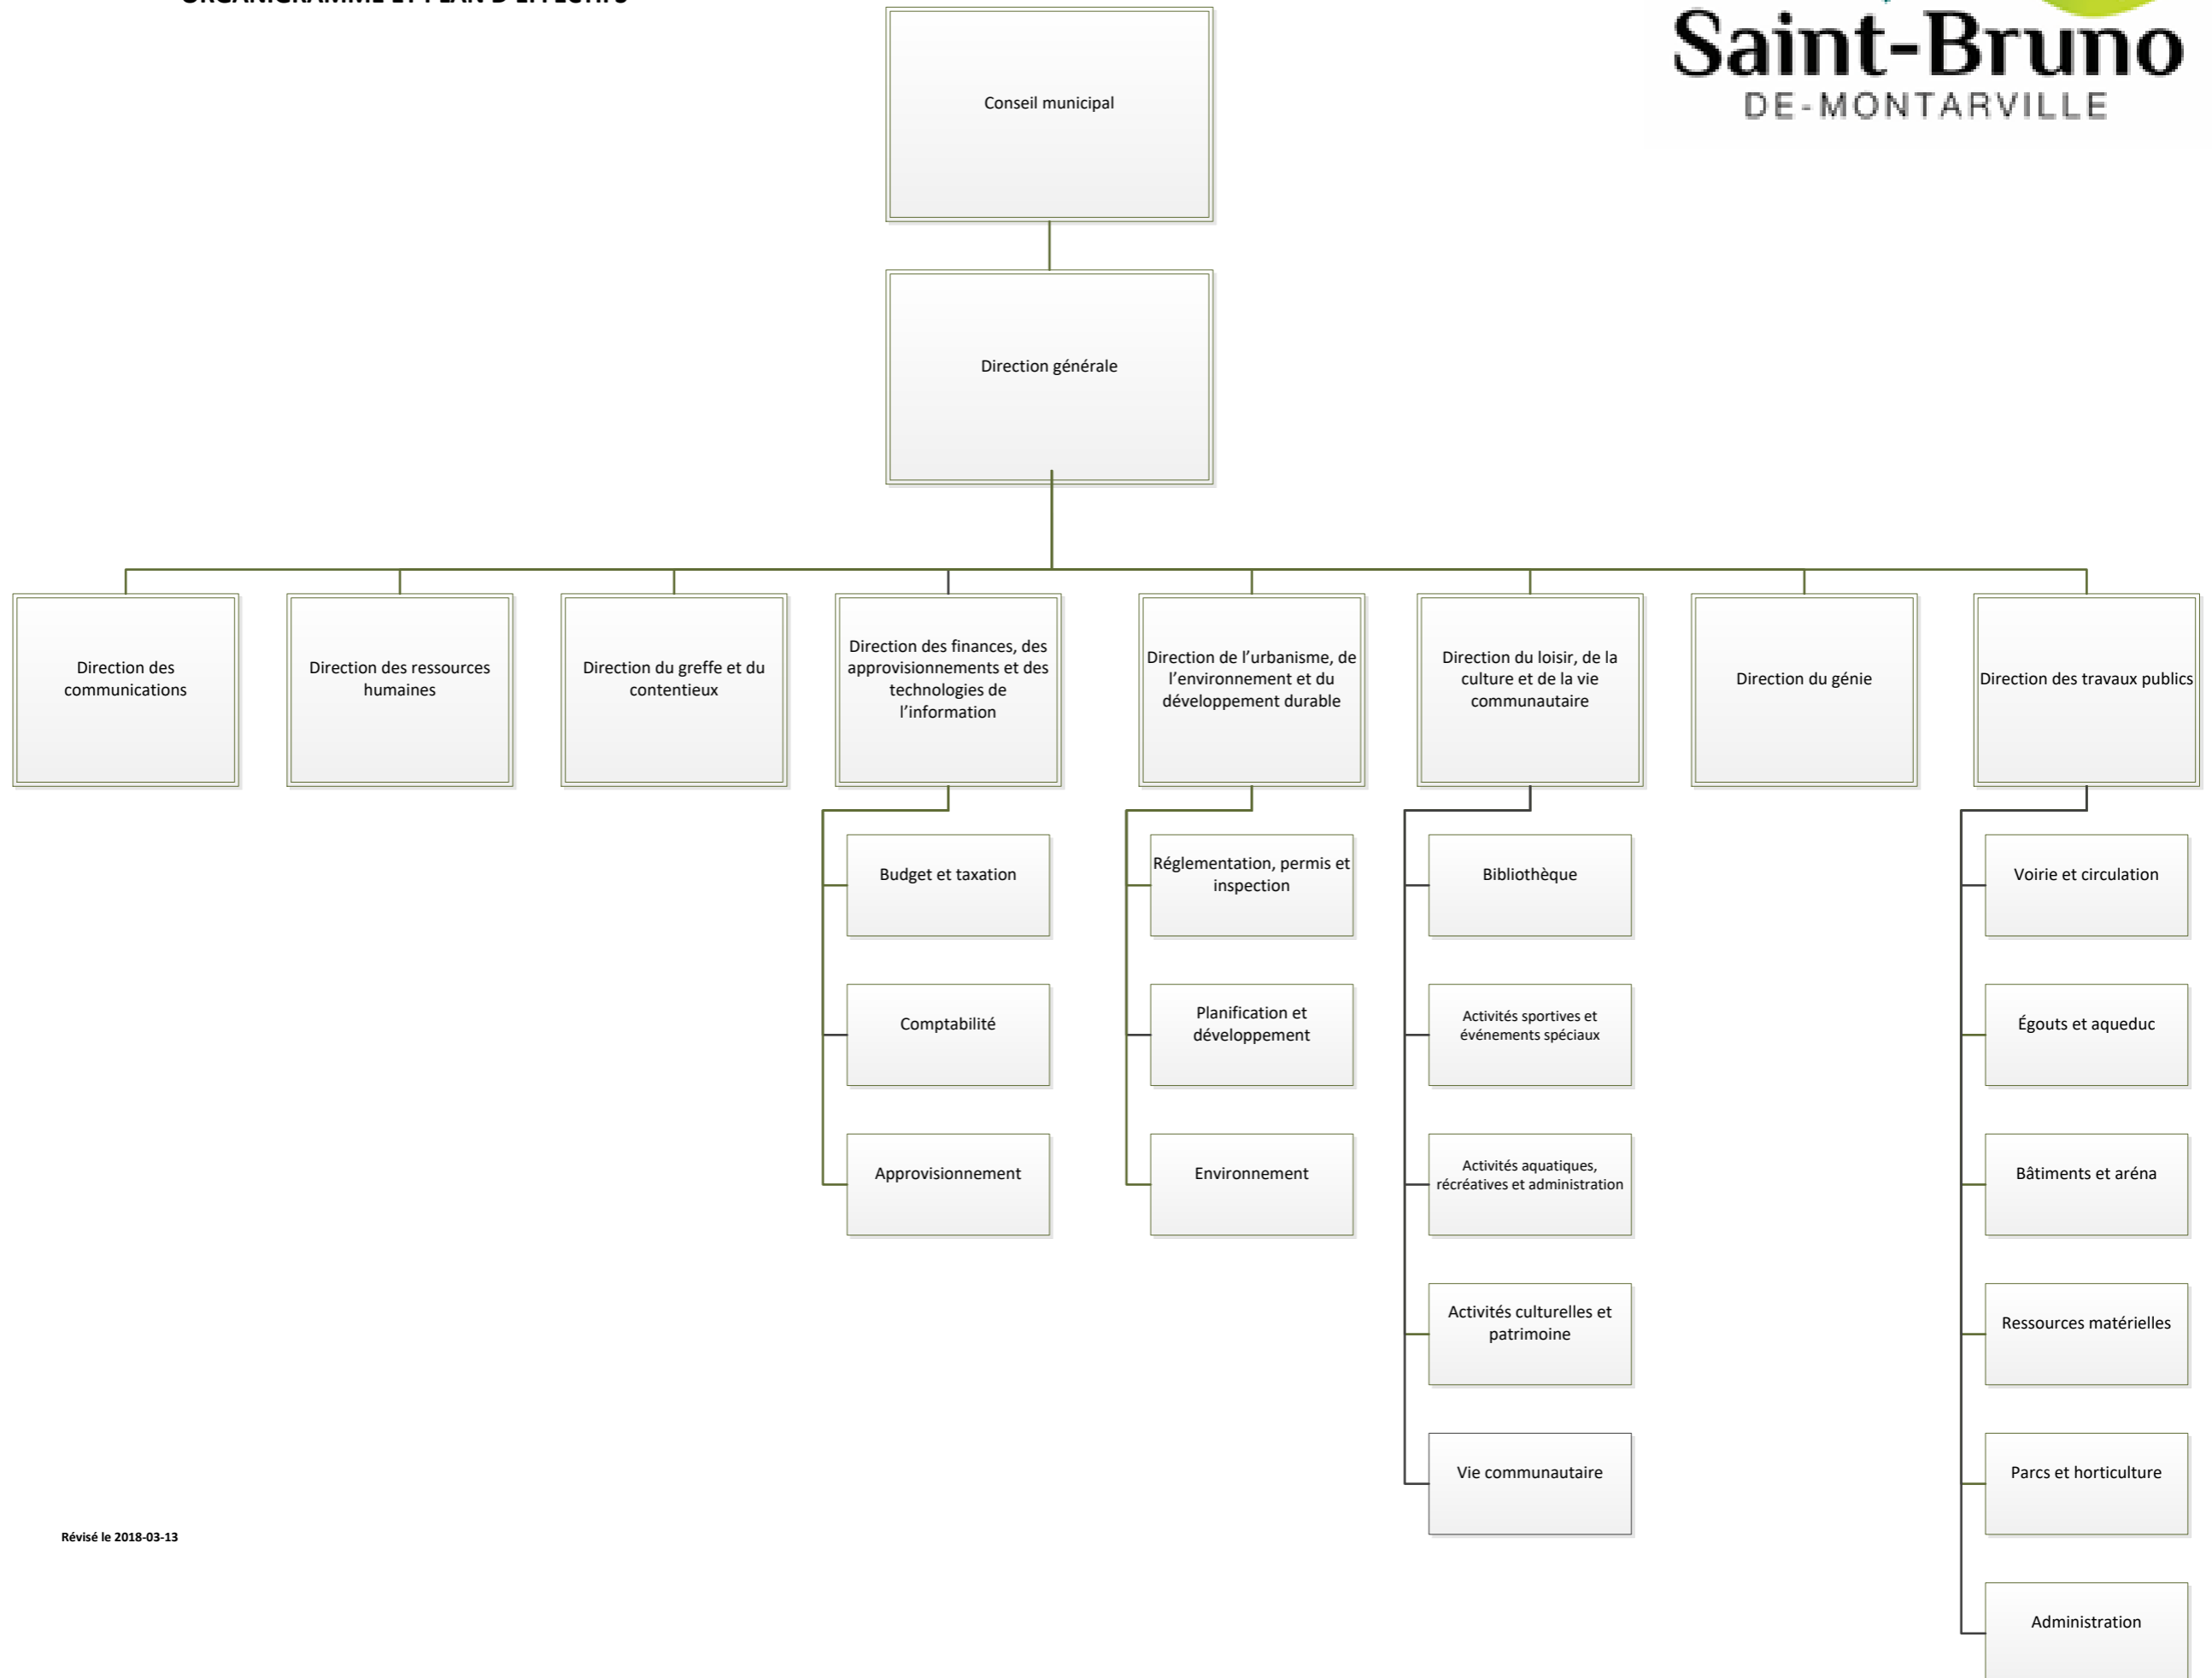 ORGANIGRAMME ET PLAN D'EFFECTIFS
Saint-Bruno
DE-MONTARVILLE
Conseil municipal
Direction générale
Direction des
communications
Direction des ressources
humaines
Direction du greffe et du
contentieux
Direction des finances, des
approvisionnements et des
technologies de
l'information
Direction de l'urbanisme, de
l'environnement et du
développement durable
Direction du loisir, de la
culture et de la vie
communautaire
Direction du génie
Direction des travaux publics
Budget et taxation
Comptabilité
Approvisionnement
Réglementation, permis et
inspection
Planification et
développement
Environnement
Bibliothèque
Activités sportives et
événements spéciaux
Activités aquatiques,
récréatives et administration
Activités culturelles et
patrimoine
Vie communautaire
Voirie et circulation
Égouts et aqueduc
Bâtiments et aréna
Ressources matérielles
Parcs et horticulture
Administration
Révisé le 2018-03-13